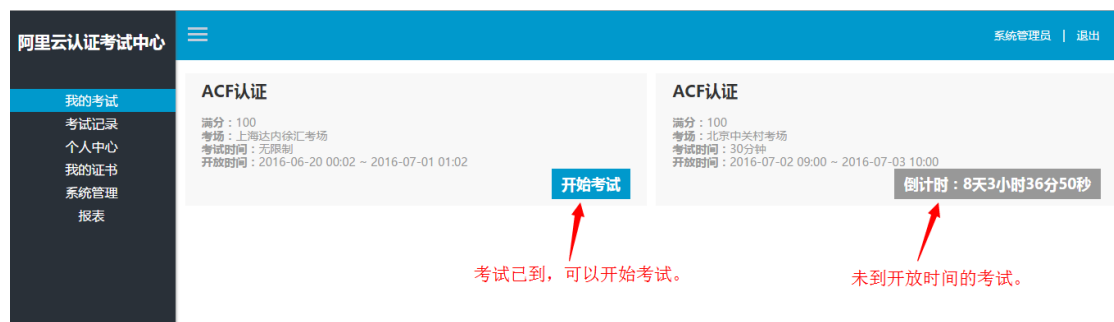 阿里云认证考试中心
系统管理员 | 退出
我的考试
考试记录
个人中心
我的证书
系统管理
报表
ACF认证
满分：100
考场：上海达内徐汇考场
考试时间：无限制
开放时间：2016-06-20 00:02 ~ 2016-07-01 01:02
开始考试
ACF认证
满分：100
考场：北京中关村考场
考试时间：30分钟
开放时间：2016-07-02 09:00 ~ 2016-07-03 10:00
倒计时：8天3小时36分50秒
考试已到，可以开始考试。
未到开放时间的考试。